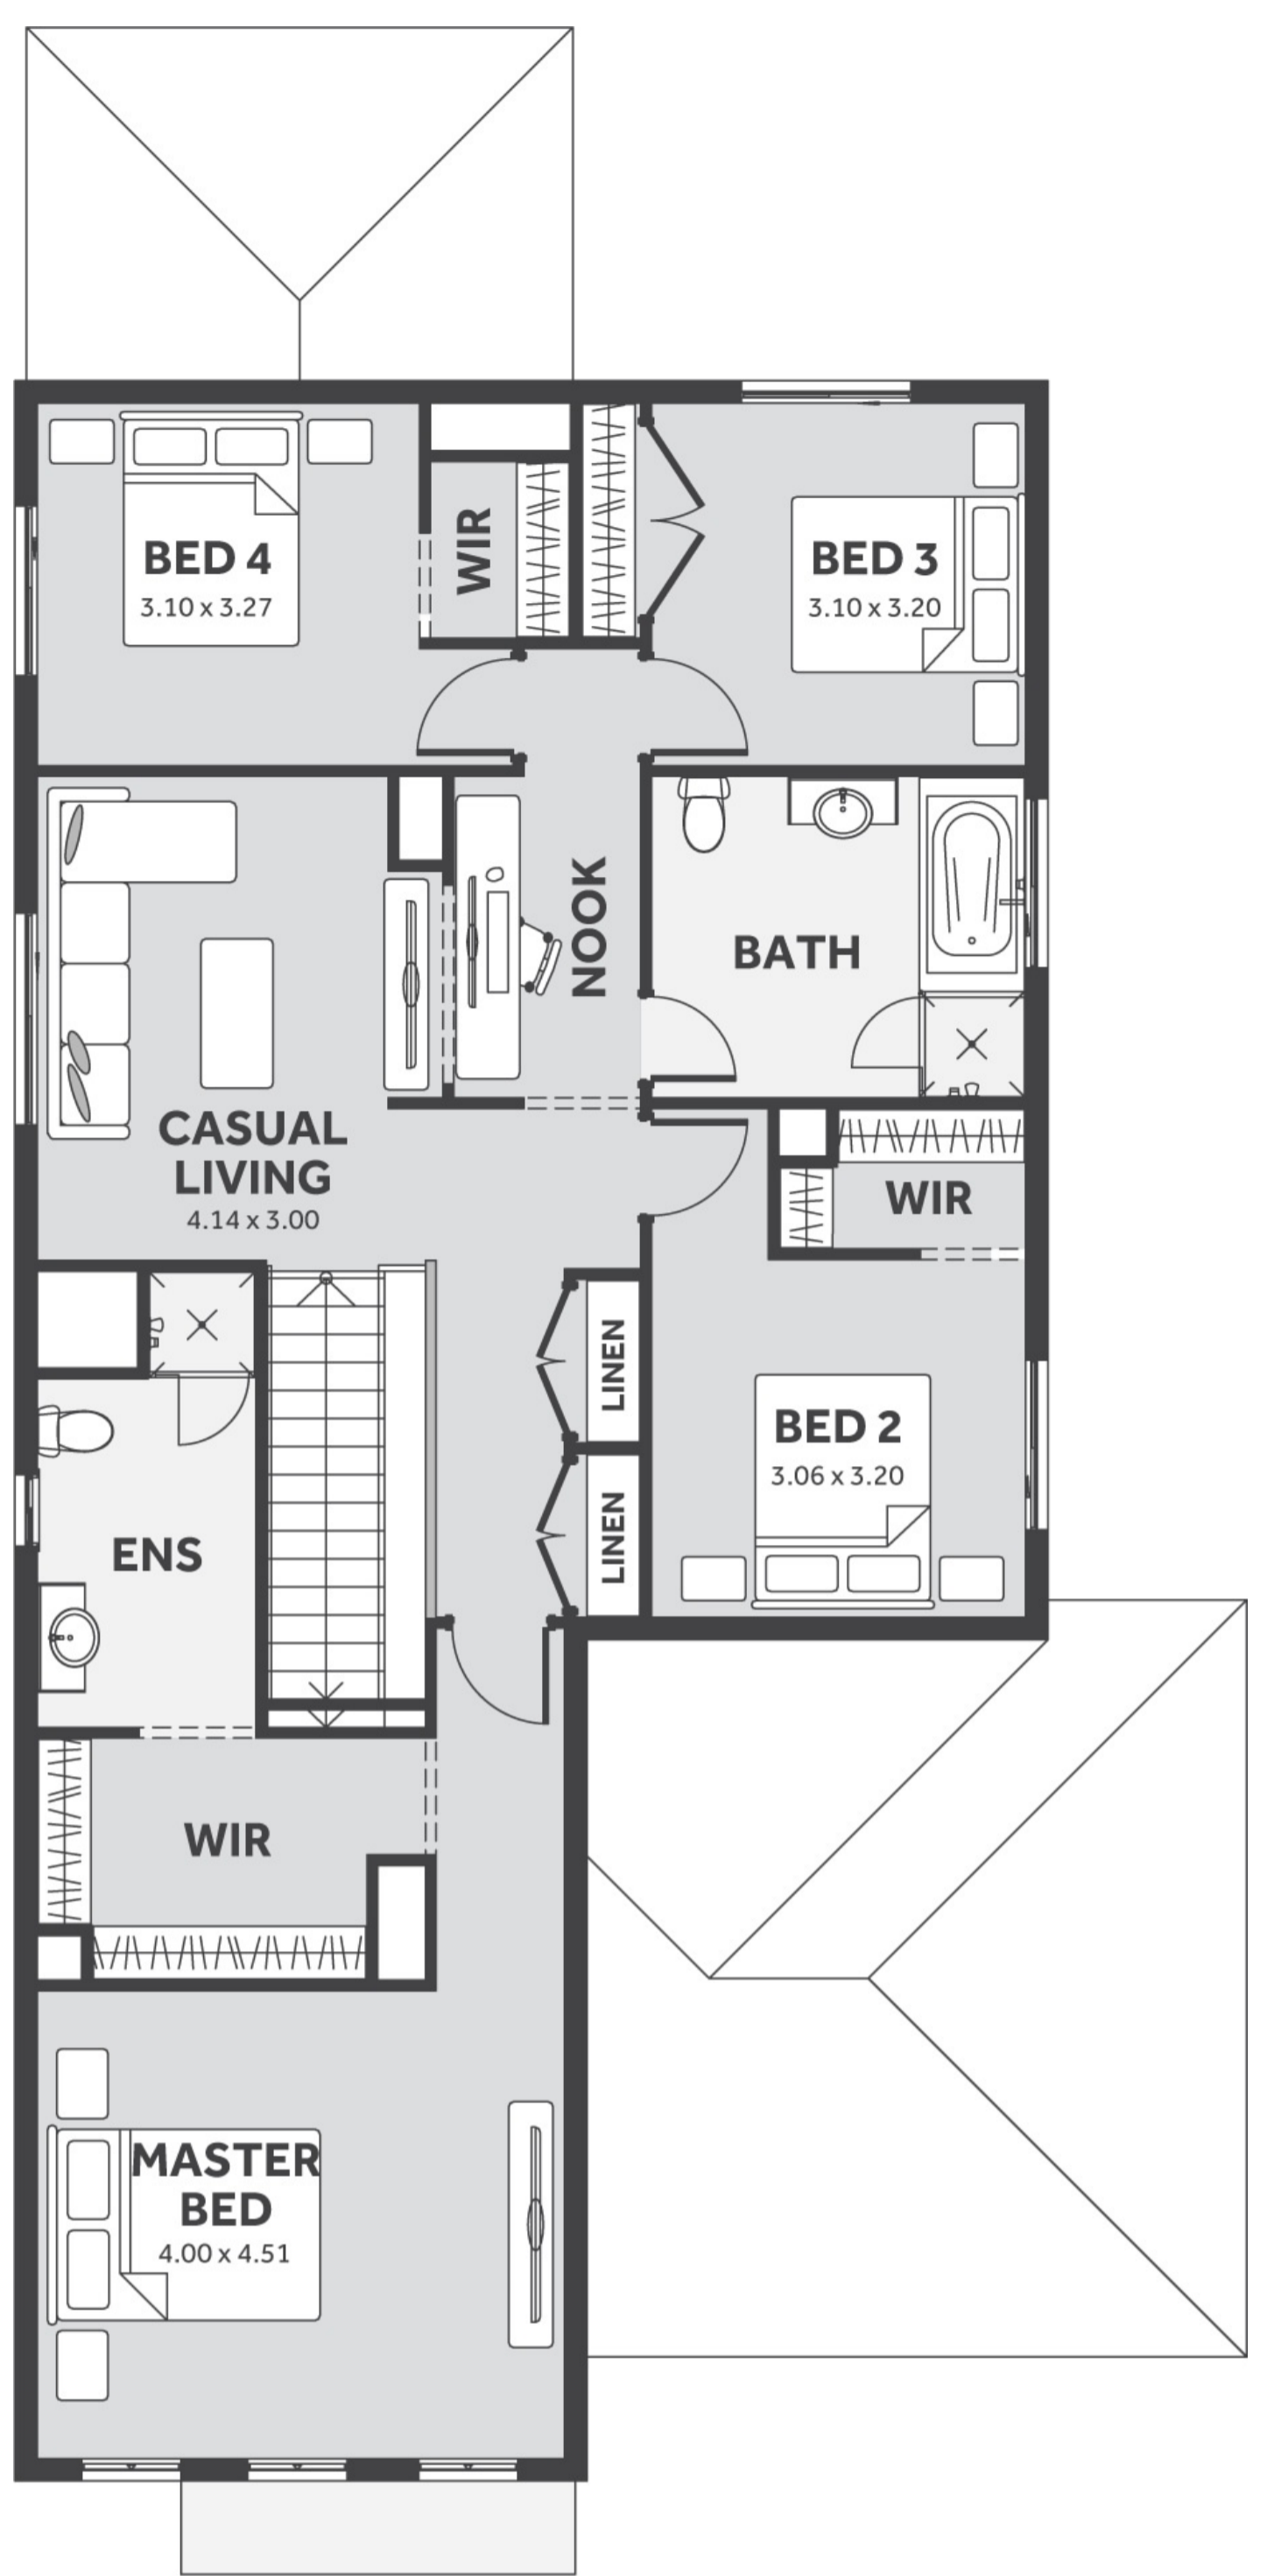 BED 4
3.10 x 3.27
WIR
BED 3
3.10 x 3.20
NOOK
BATH
CASUAL
LIVING
4.14 x 3.00
WIR
LINEN
BED 2
3.06 x 3.20
LINEN
ENS
WIR
MASTER
BED
4.00 x 4.51